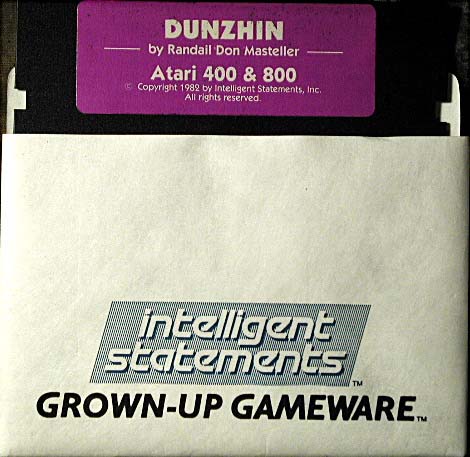 DUNZHIN
by Randall Don Masteller
Atari 400 & 800
© Copyright 1982 by Intelligent Statements, Inc.
All rights reserved.
intelligent
statements
TM
GROWN-UP GAMEWARE TM